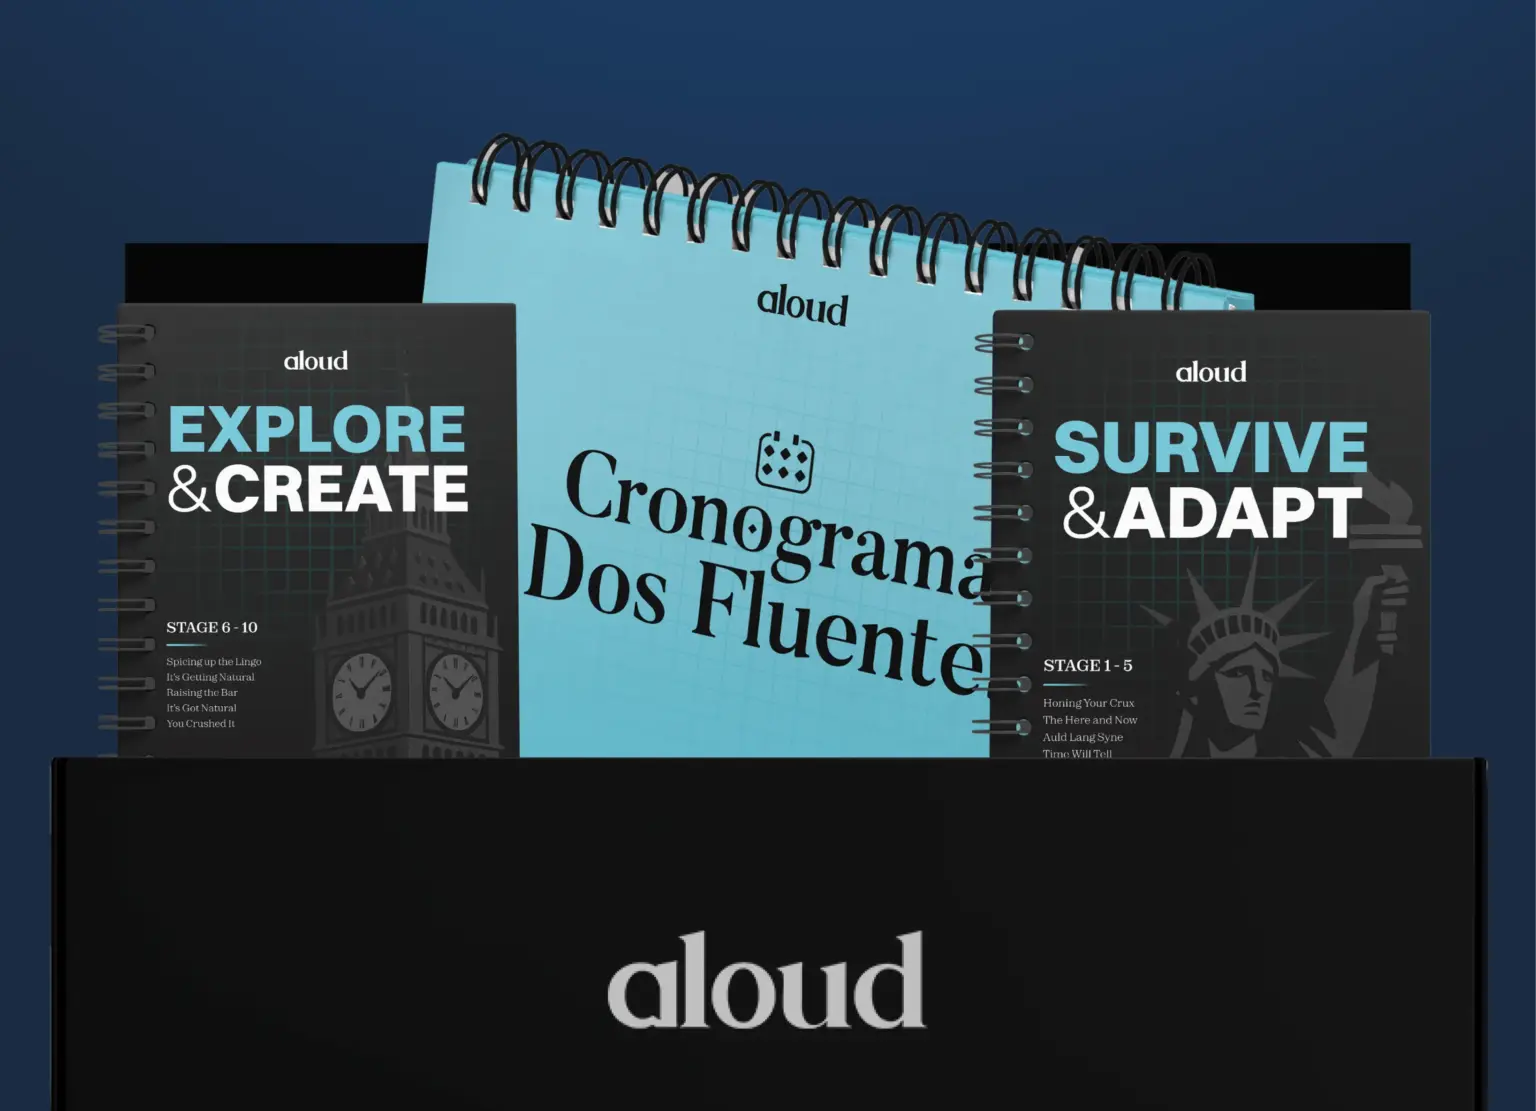 aloud
EXPLORE
&CREATE
STAGE 6 - 10
Spicing up the Lingo
It's Getting Natural
Raising the Bar
It's Got Natural
You Crushed It
aloud
Cronograma
Dos Fluente
aloud
SURVIVE
&ADAPT
STAGE 1 - 5
Honing Your Crux
The Here and Now
Auld Lang Syne
Time Will Tell
aloud